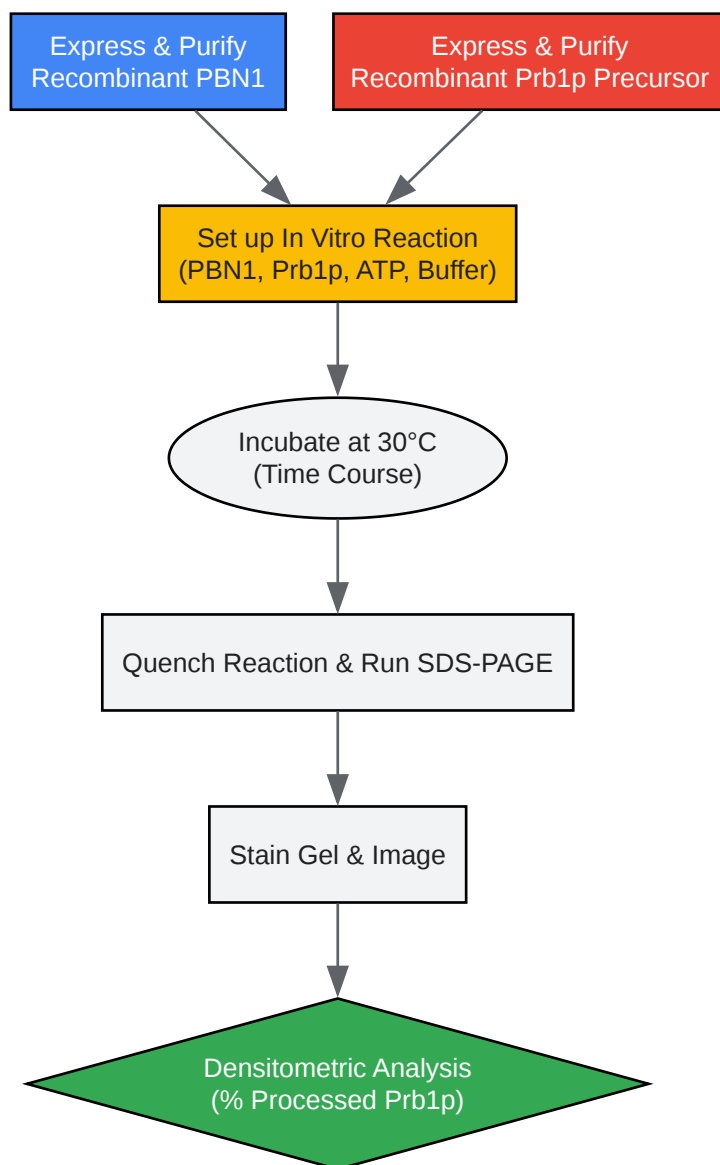 Express & Purify
Recombinant PBN1
Express & Purify
Recombinant Prb1p Precursor
Set up In Vitro Reaction
(PBN1, Prb1p, ATP, Buffer)
Incubate at 30°C
(Time Course)
Quench Reaction & Run SDS-PAGE
Stain Gel & Image
Densitometric Analysis
(% Processed Prb1p)